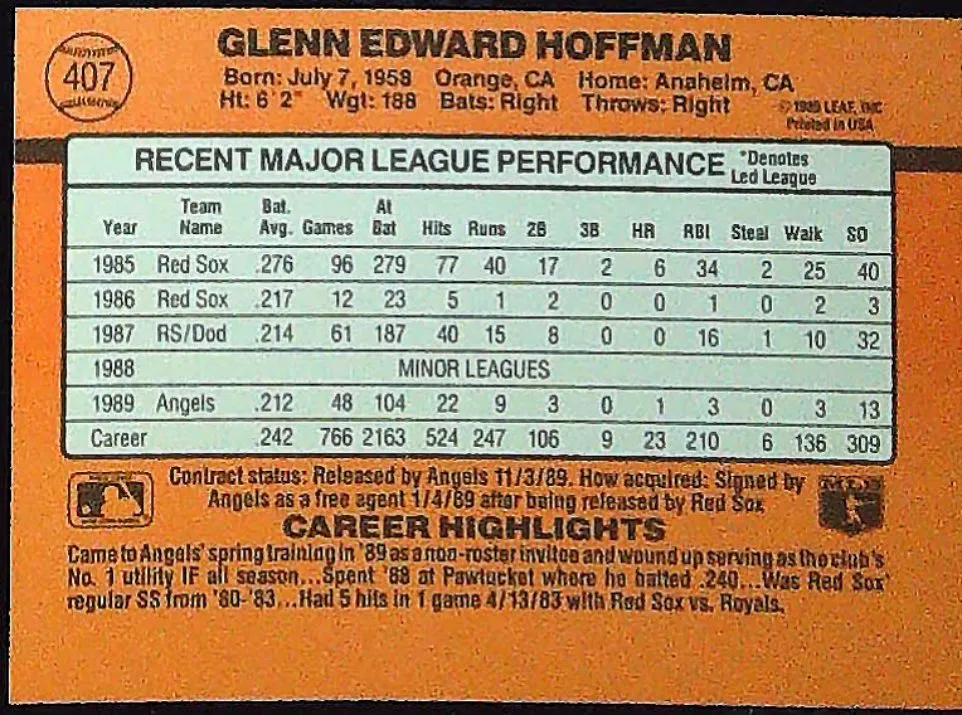 407
GLENN EDWARD HOFFMAN
Born: July 7, 1958 Orange, CA Home: Anaheim, CA
Ht: 6'2" Wgt: 188 Bats: Right Throws: Right
© 1989 LEAF, INC.
Printed in USA
RECENT MAJOR LEAGUE PERFORMANCE *Denotes Led League
Year Team Name Bat. Avg. Games At Bat Hits Runs 2B 3B HR RBI Steal Walk SO
1985 Red Sox .276 96 279 77 40 17 2 6 34 2 25 40
1986 Red Sox .217 12 23 5 1 2 0 0 1 0 2 3
1987 RS/Dod .214 61 187 40 15 8 0 0 16 1 10 32
1988 MINOR LEAGUES
1989 Angels .212 48 104 22 9 3 0 1 3 0 3 13
Career .242 766 2163 524 247 106 9 23 210 6 136 309
Contract status: Released by Angels 11/3/89. How acquired: Signed by
Angels as a free agent 1/4/89 after being released by Red Sox
CAREER HIGHLIGHTS
Came to Angels' spring training in '89 as a non-roster invitee and wound up serving as the club's
No. 1 utility IF all season...Spent '88 at Pawtucket where he batted .240...Was Red Sox'
regular SS from '80-'83...Had 5 hits in 1 game 4/13/83 with Red Sox vs. Royals.